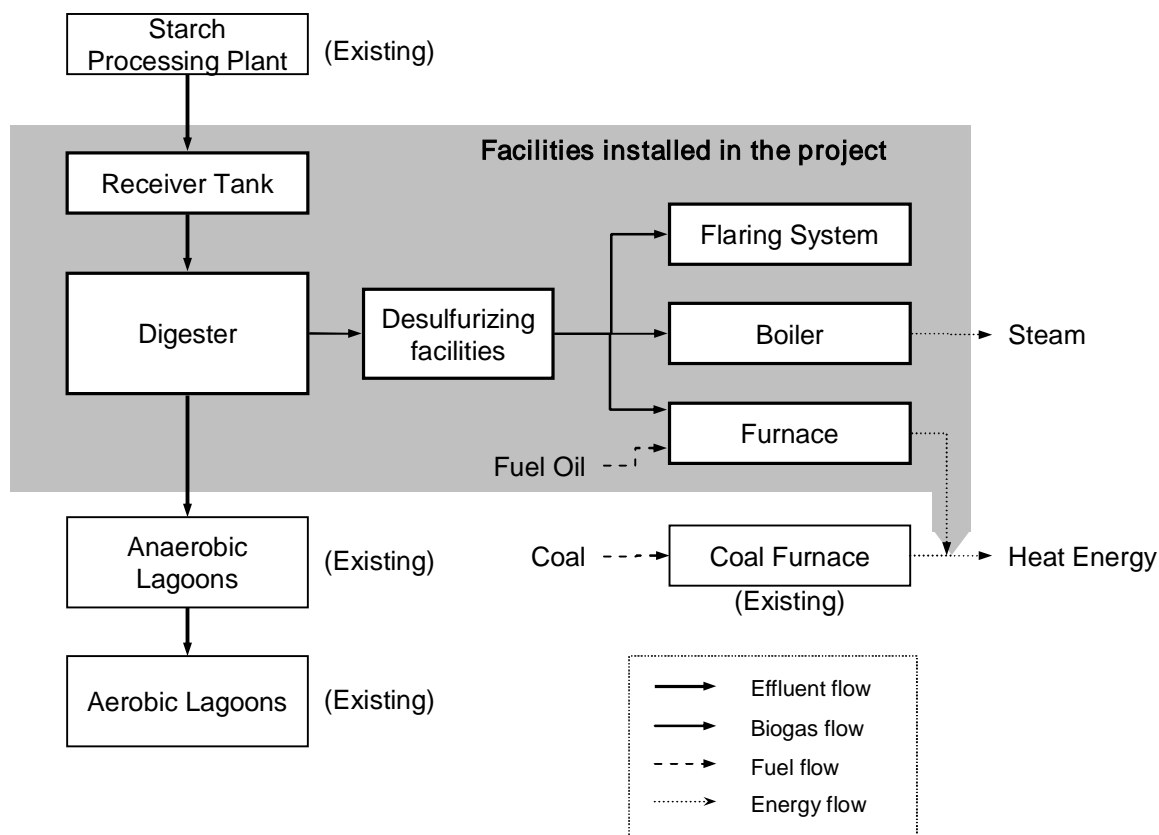 Starch
Processing Plant
(Existing)
Facilities installed in the project
Receiver Tank
Flaring System
Digester
Desulfurizing
facilities
Boiler
Steam
Furnace
Fuel Oil
Anaerobic
Lagoons
(Existing)
Coal
Coal Furnace
(Existing)
Heat Energy
Aerobic Lagoons
(Existing)
Effluent flow
Biogas flow
Fuel flow
Energy flow